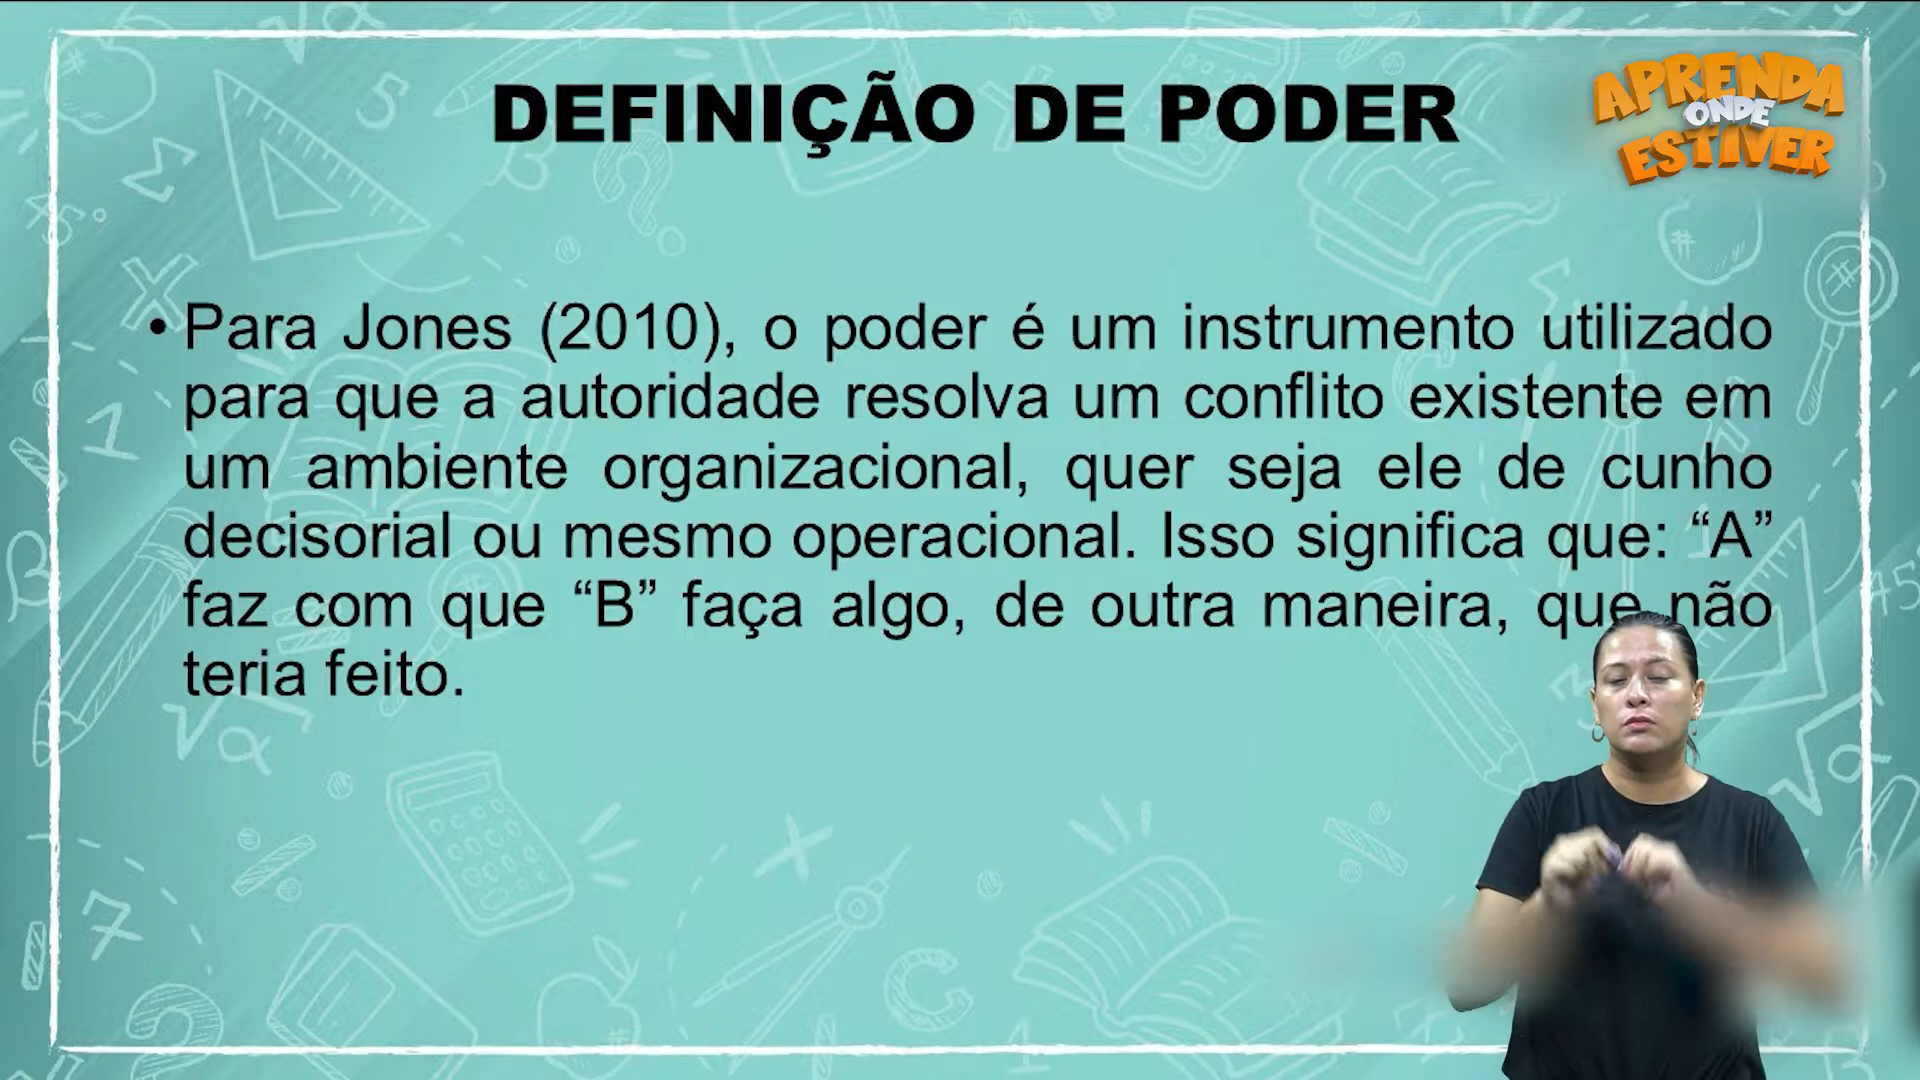 DEFINIÇÃO DE PODER
APRENDA
ONDE
ESTIVER
• Para Jones (2010), o poder é um instrumento utilizado
para que a autoridade resolva um conflito existente em
um ambiente organizacional, quer seja ele de cunho
decisorial ou mesmo operacional. Isso significa que: “A”
faz com que “B” faça algo, de outra maneira, que não
teria feito.